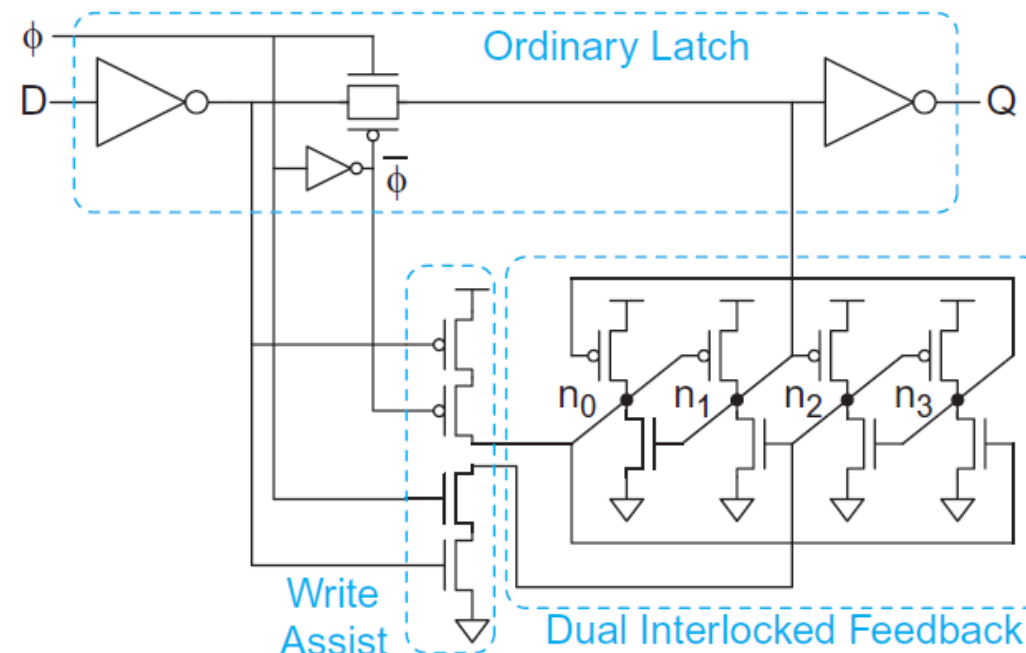 ϕ
Ordinary Latch
D
Q
ϕ̅
n₀ n₁ n₂ n₃
Write
Assist
Dual Interlocked Feedback